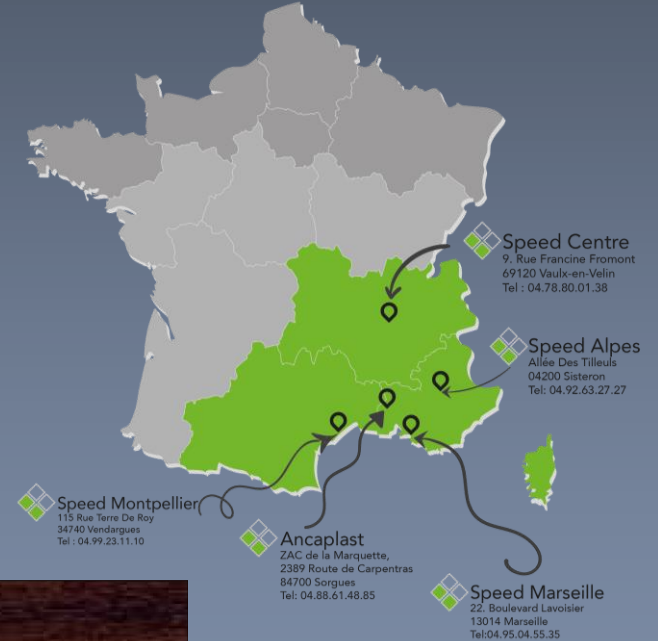 Speed Centre
9. Rue Francine Fromont
69120 Vaulx-en-Velin
Tel : 04.78.80.01.38
Speed Alpes
Allée Des Tilleuls
04200 Sisteron
Tel: 04.92.63.27.27
Speed Montpellier
115 Rue Terre De Roy
34740 Vendargues
Tel : 04.99.23.11.10
Ancaplast
ZAC de la Marquette,
2389 Route de Carpentras
84700 Sorgues
Tel: 04.88.61.48.85
Speed Marseille
22. Boulevard Lavoisier
13014 Marseille
Tel:04.95.04.55.35